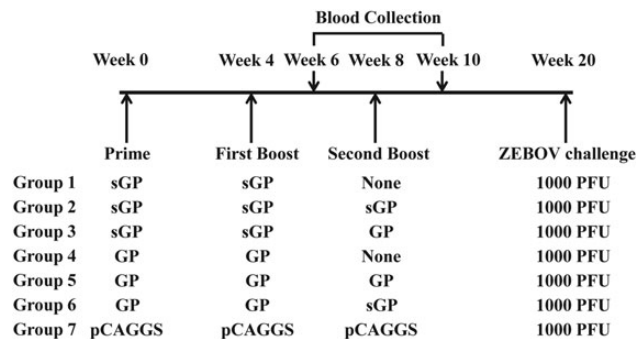 Blood Collection
Week 0 Week 4 Week 6 Week 8 Week 10 Week 20
Prime First Boost Second Boost ZEBOV challenge
Group 1 sGP sGP None 1000 PFU
Group 2 sGP sGP sGP 1000 PFU
Group 3 sGP sGP GP 1000 PFU
Group 4 GP GP None 1000 PFU
Group 5 GP GP GP 1000 PFU
Group 6 GP GP sGP 1000 PFU
Group 7 pCAGGS pCAGGS pCAGGS 1000 PFU